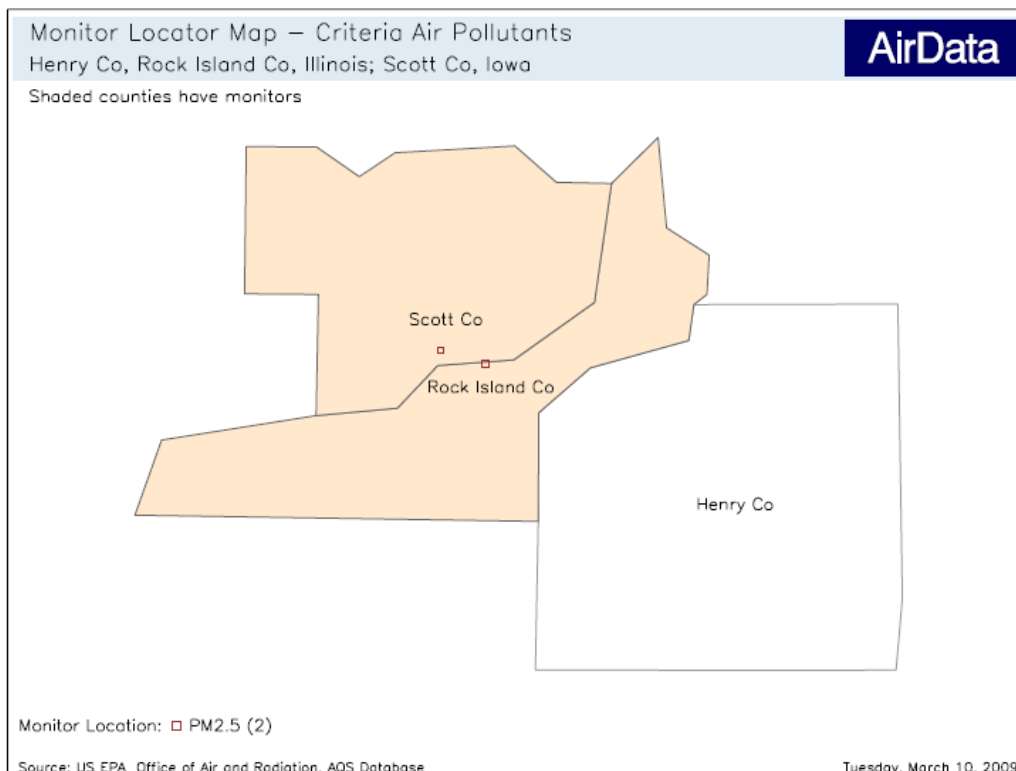 Monitor Locator Map – Criteria Air Pollutants
AirData
Henry Co, Rock Island Co, Illinois; Scott Co, Iowa
Shaded counties have monitors
Scott Co
Rock Island Co
Henry Co
Monitor Location: PM2.5 (2)
Source: US EPA, Office of Air and Radiation, AQS Database
Tuesday, March 10, 2009